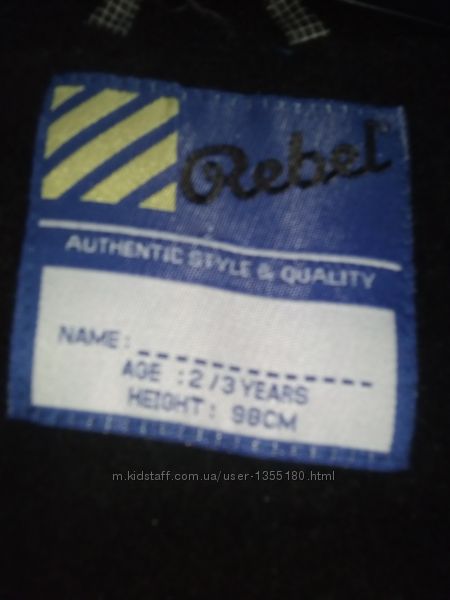 Rebel
AUTHENTIC STYLE & QUALITY
NAME:
AGE : 2/3 YEARS
HEIGHT: 98CM
m.kidstaff.com.ua/user-1355180.html